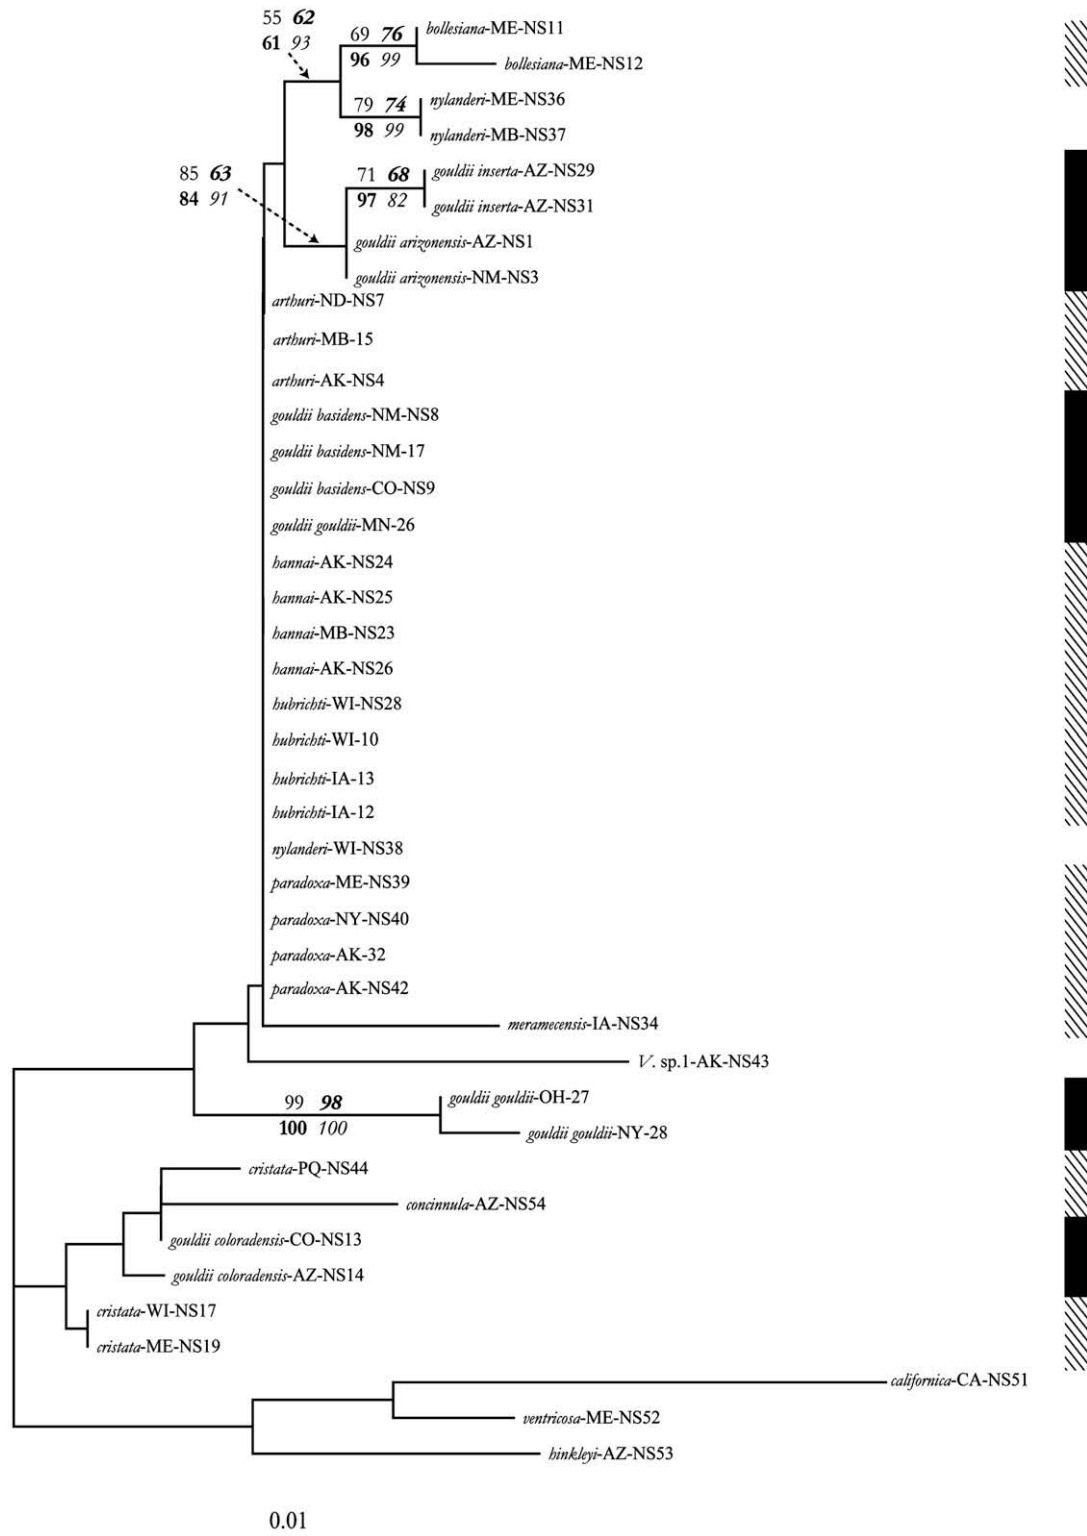 55 62
61 93
69 76
96 99
bollesiana-ME-NS11
bollesiana-ME-NS12
79 74
98 99
nylanderi-ME-NS36
nylanderi-MB-NS37
85 63
84 91
71 68
97 82
gouldii inserta-AZ-NS29
gouldii inserta-AZ-NS31
gouldii arizonensis-AZ-NS1
gouldii arizonensis-NM-NS3
arthuri-ND-NS7
arthuri-MB-15
arthuri-AK-NS4
gouldii basidens-NM-NS8
gouldii basidens-NM-17
gouldii basidens-CO-NS9
gouldii gouldii-MN-26
hannai-AK-NS24
hannai-AK-NS25
hannai-MB-NS23
hannai-AK-NS26
hubrichti-WI-NS28
hubrichti-WI-10
hubrichti-IA-13
hubrichti-IA-12
nylanderi-WI-NS38
paradoxa-ME-NS39
paradoxa-NY-NS40
paradoxa-AK-32
paradoxa-AK-NS42
meramecensis-IA-NS34
V. sp.1-AK-NS43
99 98
100 100
gouldii gouldii-OH-27
gouldii gouldii-NY-28
cristata-PQ-NS44
concinnula-AZ-NS54
gouldii coloradensis-CO-NS13
gouldii coloradensis-AZ-NS14
cristata-WI-NS17
cristata-ME-NS19
californica-CA-NS51
ventricosa-ME-NS52
hinkleyi-AZ-NS53
0.01